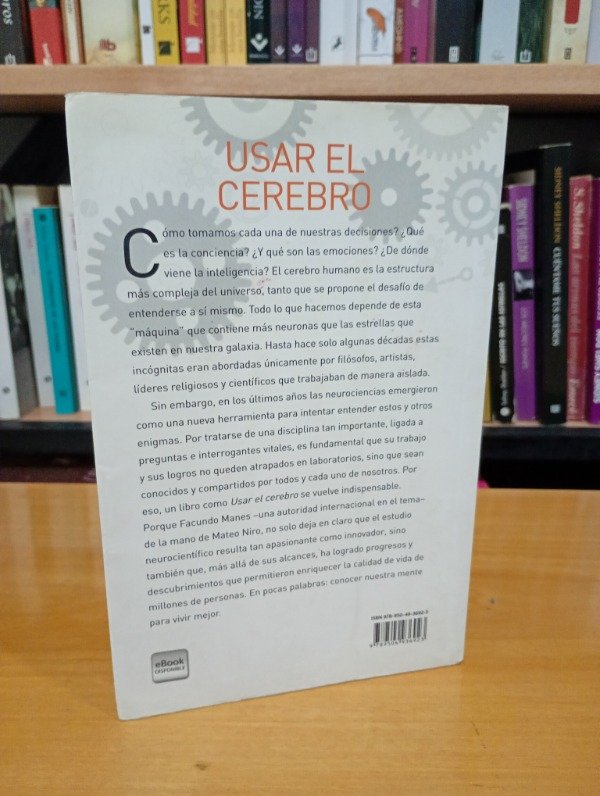 USAR EL
CEREBRO
Cómo tomamos cada una de nuestras decisiones? ¿Qué
es la conciencia? ¿Y qué son las emociones? ¿De dónde
viene la inteligencia? El cerebro humano es la estructura
más compleja del universo, tanto que se propone el desafío de
entenderse a sí mismo. Todo lo que hacemos depende de esta
“máquina” que contiene más neuronas que las estrellas que
existen en nuestra galaxia. Hasta hace solo algunas décadas estas
incógnitas eran abordadas únicamente por filósofos, artistas,
líderes religiosos y científicos que trabajaban de manera aislada.
Sin embargo, en los últimos años las neurociencias emergieron
como una nueva herramienta para intentar entender estos y otros
enigmas. Por tratarse de una disciplina tan importante, ligada a
preguntas e interrogantes vitales, es fundamental que su trabajo
y sus logros no queden atrapados en laboratorios, sino que sean
conocidos y compartidos por todos y cada uno de nosotros. Por
eso, un libro como Usar el cerebro se vuelve indispensable.
Porque Facundo Manes –una autoridad internacional en el tema–
de la mano de Mateo Niro, no solo deja en claro que el estudio
neurocientífico resulta tan apasionante como innovador, sino
también que, más allá de sus alcances, ha logrado progresos y
descubrimientos que permitieron enriquecer la calidad de vida de
millones de personas. En pocas palabras: conocer nuestra mente
para vivir mejor.
eBook
DISPONIBLE
SIDNEY SHELDON
CUÉNTAME TUS SUEÑOS
SIDNEY SHELDON
S. Sheldon